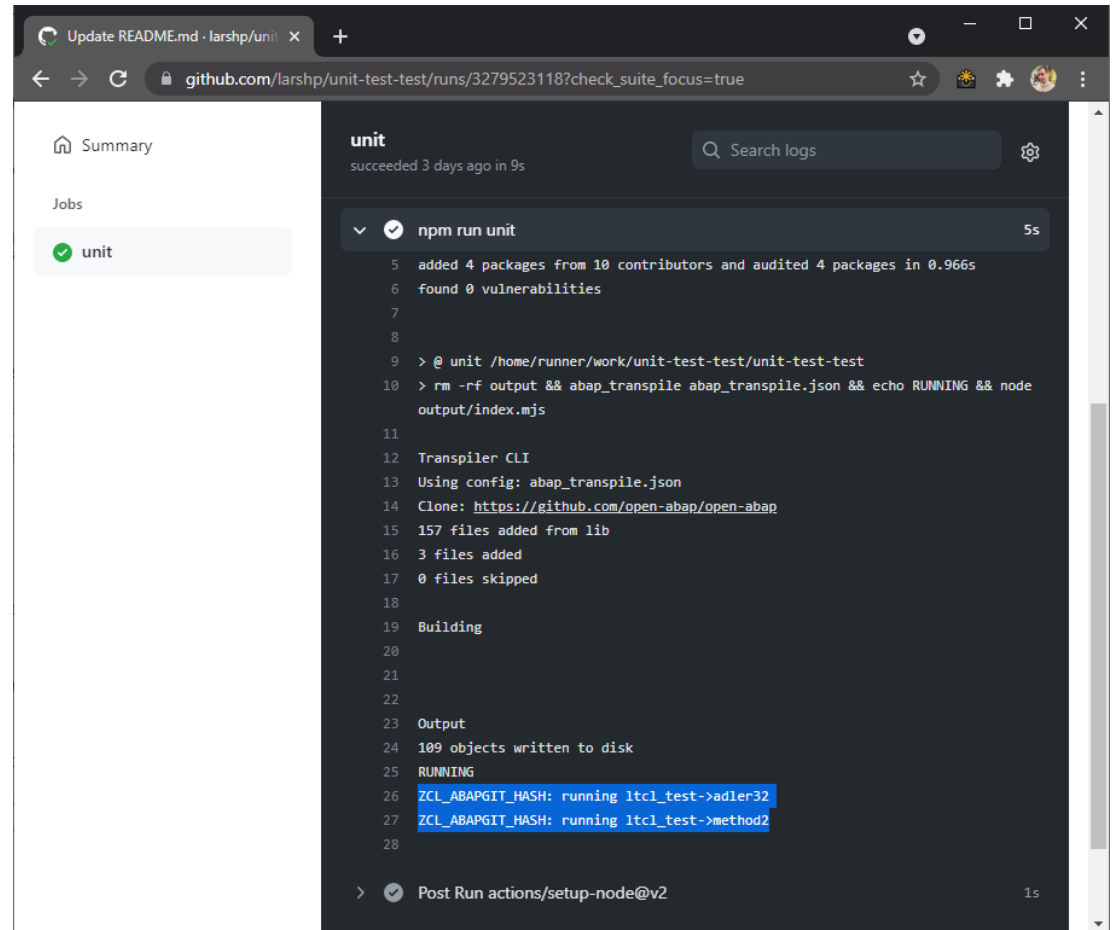 Update README.md · larshp/unit
github.com/larshp/unit-test-test/runs/3279523118?check_suite_focus=true
Summary
Jobs
unit
unit
succeeded 3 days ago in 9s
Search logs
npm run unit 5s
5 added 4 packages from 10 contributors and audited 4 packages in 0.966s
6 found 0 vulnerabilities
7
8
9 > @ unit /home/runner/work/unit-test-test/unit-test-test
10 > rm -rf output && abap_transpile abap_transpile.json && echo RUNNING && node
output/index.mjs
11
12 Transpiler CLI
13 Using config: abap_transpile.json
14 Clone: https://github.com/open-abap/open-abap
15 157 files added from lib
16 3 files added
17 0 files skipped
18
19 Building
20
21
22
23 Output
24 109 objects written to disk
25 RUNNING
26 ZCL_ABAPGIT_HASH: running ltcl_test->adler32
27 ZCL_ABAPGIT_HASH: running ltcl_test->method2
28
Post Run actions/setup-node@v2 1s